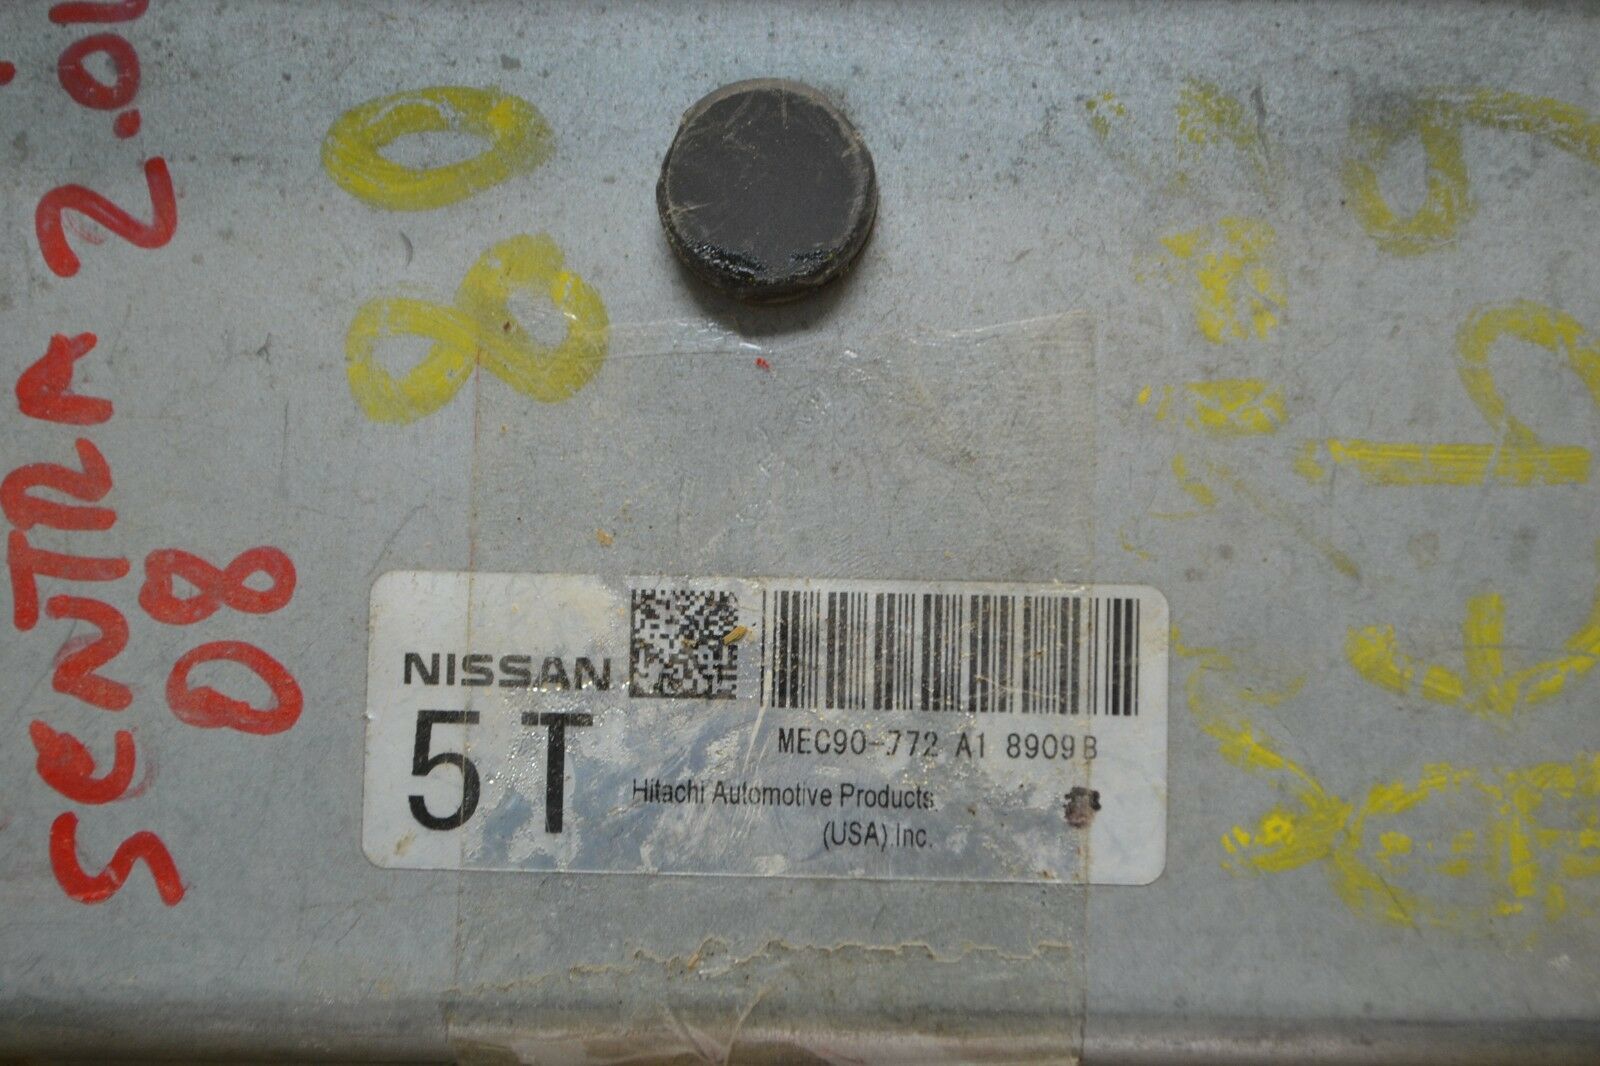 SENTRA 2.0L
08
80
NISSAN
5T
MEC90-772 A1 8909B
Hitachi Automotive Products
(USA) Inc.